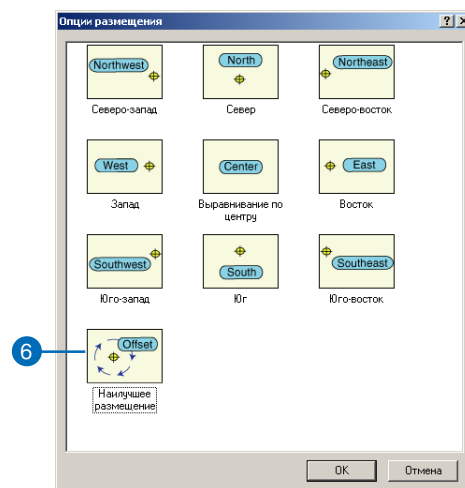 Опции размещения
Northwest
North
Northeast
Северо-запад
Север
Северо-восток
West
Center
East
Запад
Выравнивание по
центру
Восток
Southwest
South
Southeast
Юго-запад
Юг
Юго-восток
6
Offset
Наилучшее
размещение
OK
Отмена